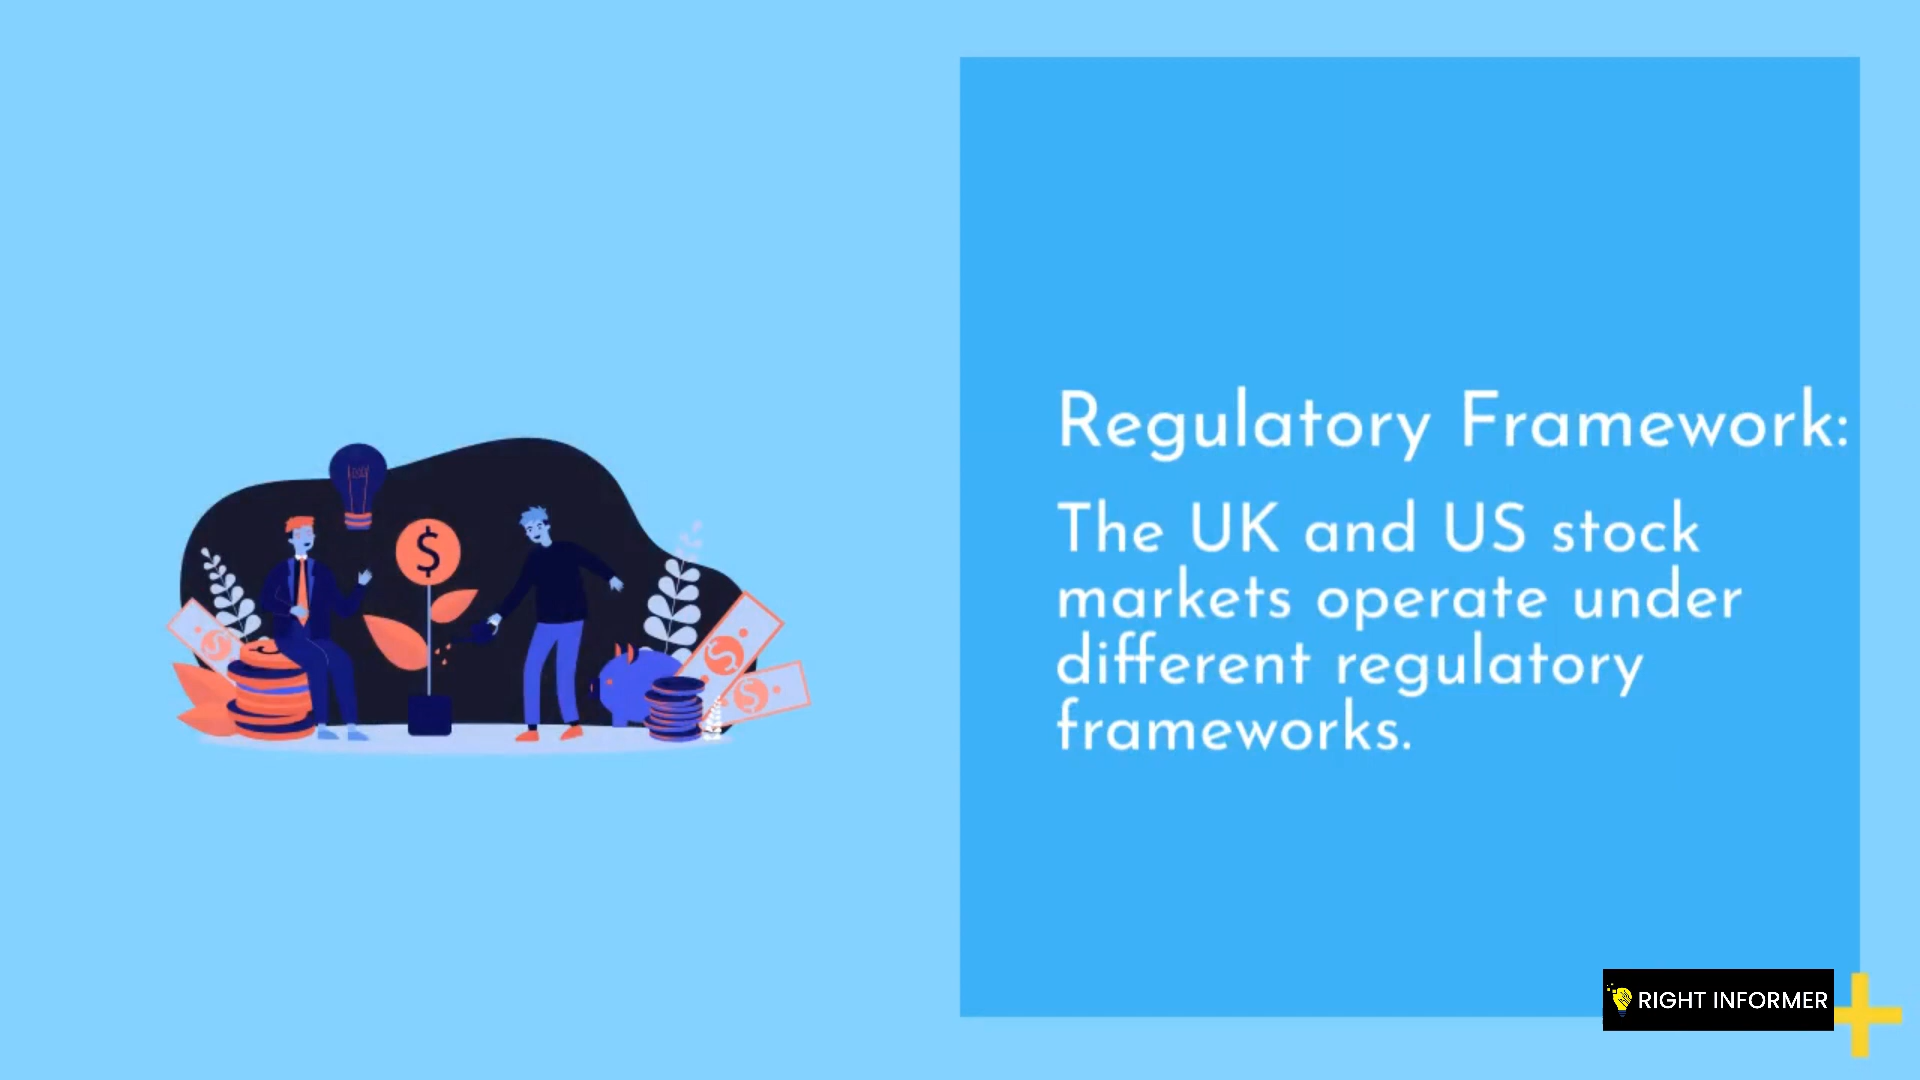 Regulatory Framework:
The UK and US stock
markets operate under
different regulatory
frameworks.
$
$
$
$
RIGHT INFORMER